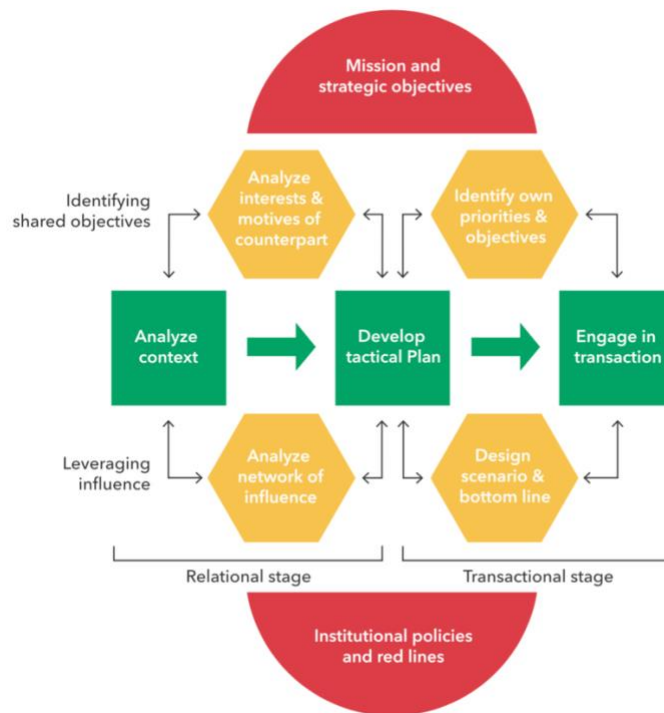 Mission and
strategic objectives
Identifying
shared objectives
Analyze
interests &
motives of
counterpart
Identify own
priorities &
objectives
Analyze
context
Develop
tactical Plan
Engage in
transaction
Leveraging
influence
Analyze
network of
influence
Design
scenario &
bottom line
Relational stage
Transactional stage
Institutional policies
and red lines